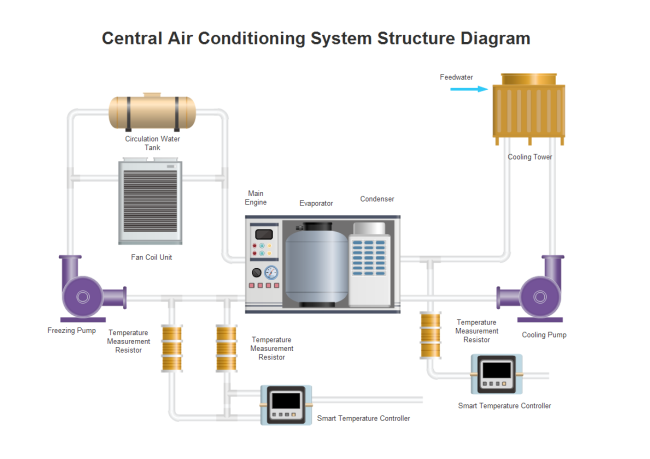 Central Air Conditioning System Structure Diagram
Feedwater
Circulation Water
Tank
Cooling Tower
Main
Engine
Evaporator
Condenser
Fan Coil Unit
Freezing Pump
Temperature
Measurement
Resistor
Temperature
Measurement
Resistor
Temperature
Measurement
Resistor
Cooling Pump
Smart Temperature Controller
Smart Temperature Controller